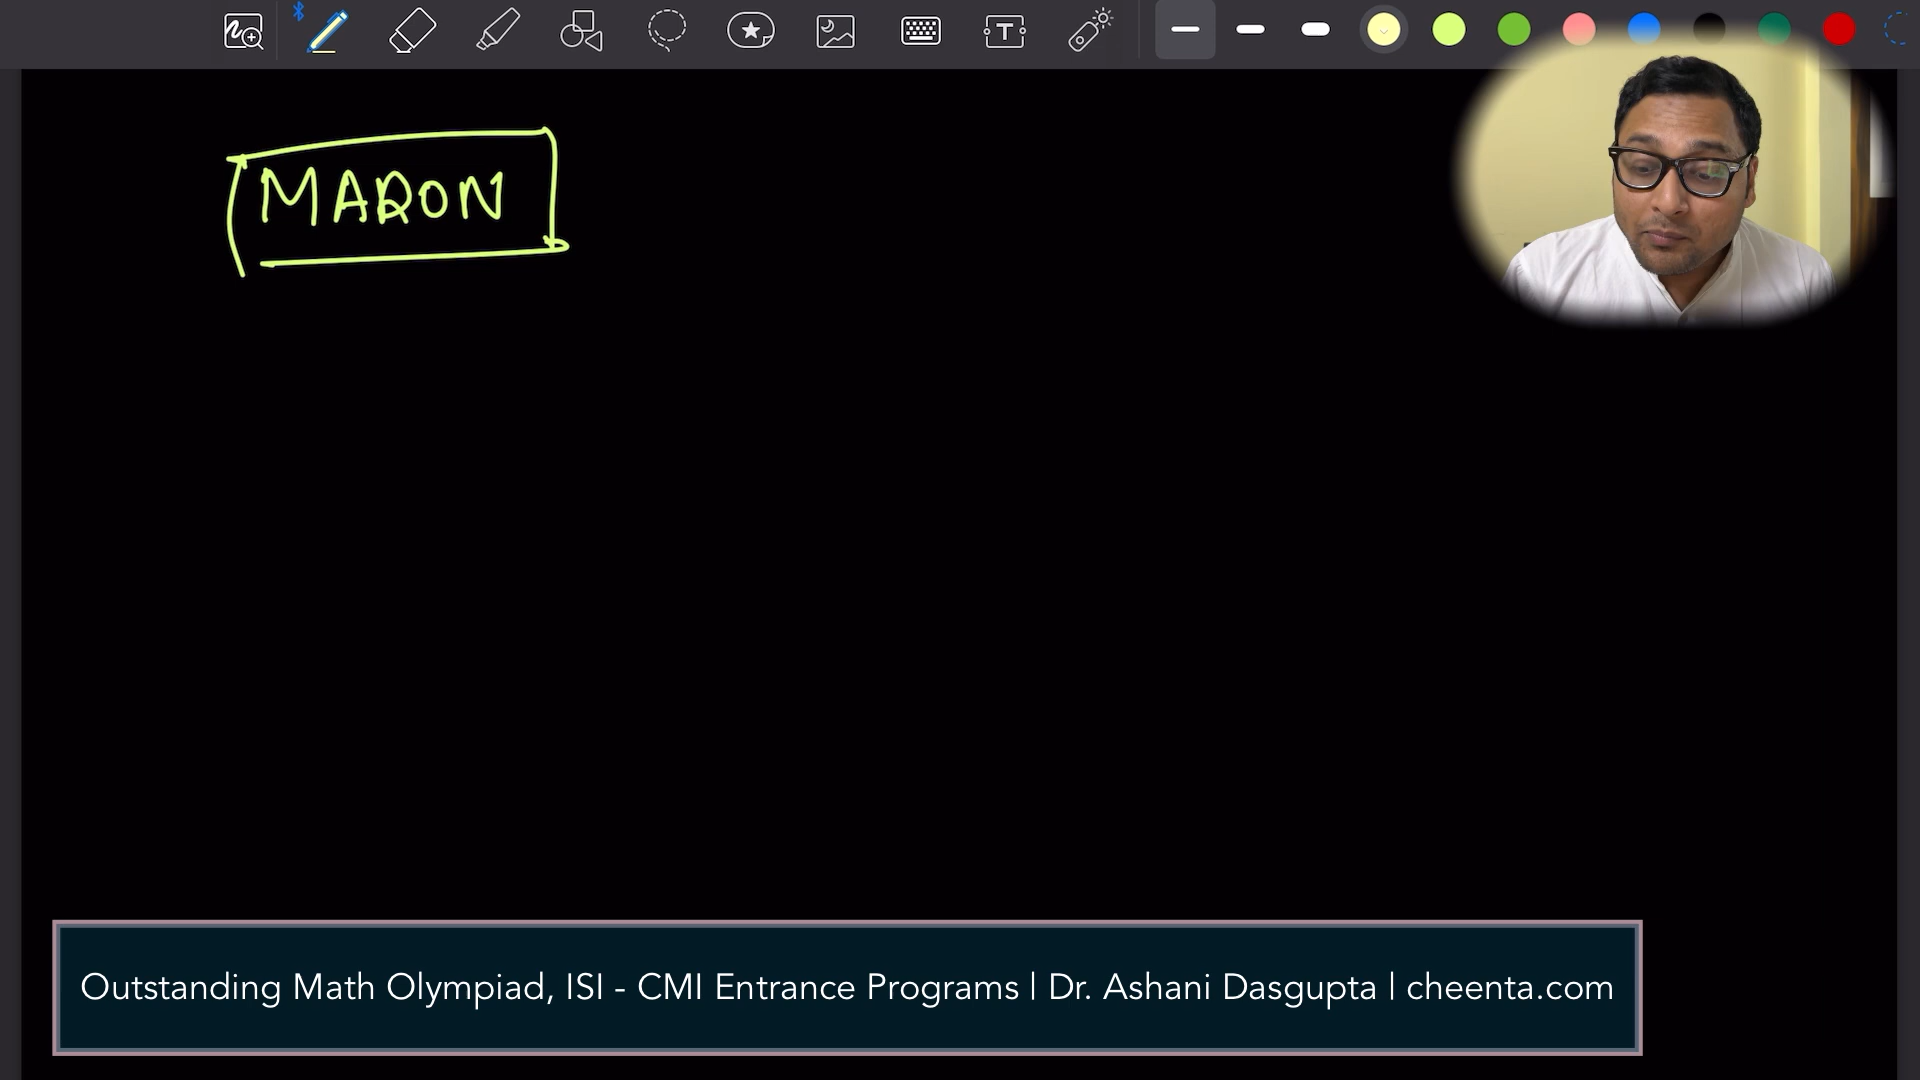 MARON
Outstanding Math Olympiad, ISI - CMI Entrance Programs | Dr. Ashani Dasgupta | cheenta.com